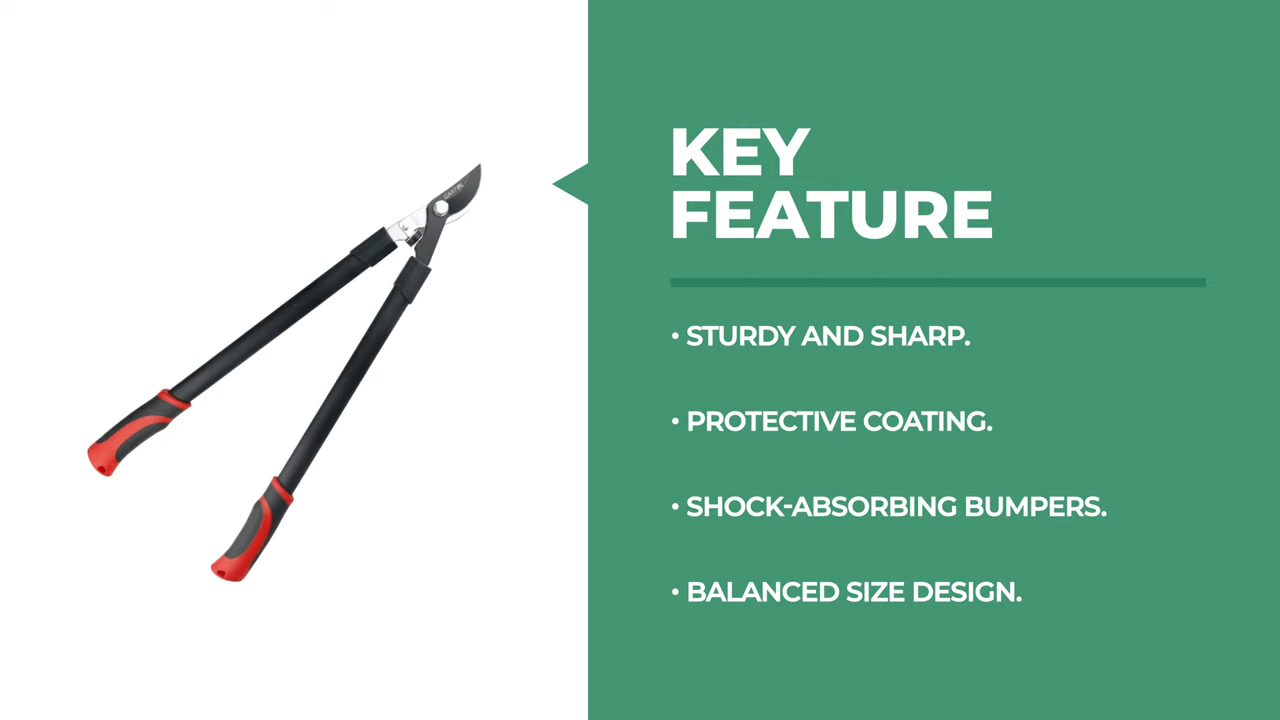 KEY
FEATURE
• STURDY AND SHARP.
• PROTECTIVE COATING.
• SHOCK-ABSORBING BUMPERS.
• BALANCED SIZE DESIGN.